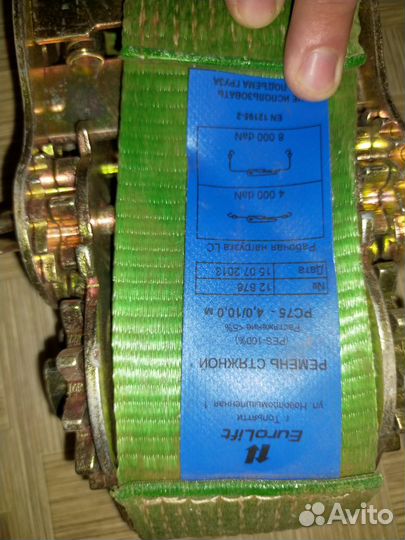 EuroLift
г. Тольятти
ул. Новопромышленная, 1
РЕМЕНЬ СТЯЖНОЙ
(PES-100%)
Растяжение <5%
РС75 - 4,0/10,0 м
№ 12 876
Дата 15.07.2013
Рабочая нагрузка LC
4 000 daN
8 000 daN
EN 12195-2
НЕ ИСПОЛЬЗОВАТЬ
ПОДЪЕМА ГРУЗА
Avito